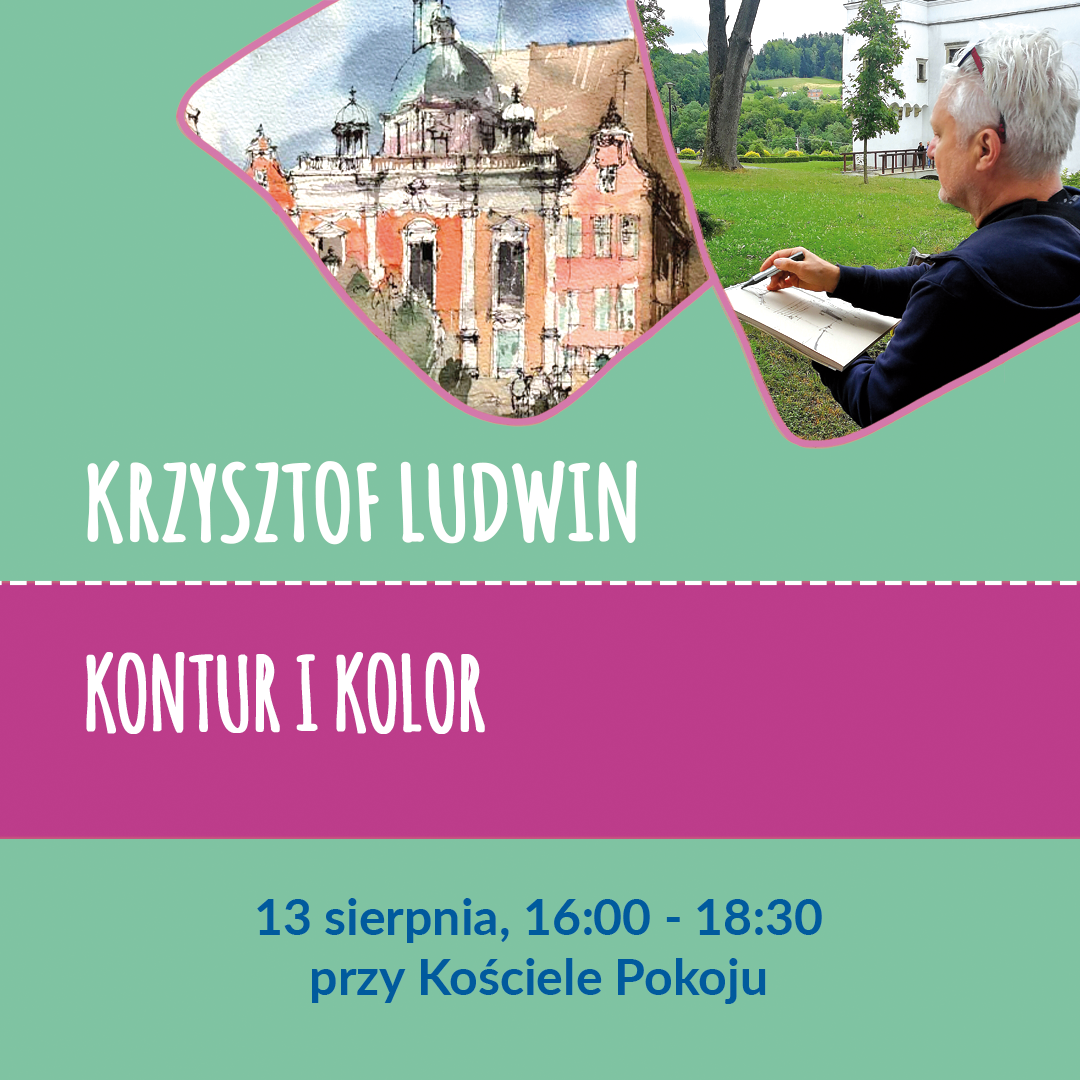 KRZYSZTOF LUDWIN
KONTUR I KOLOR
13 sierpnia, 16:00 - 18:30
przy Kościele Pokoju